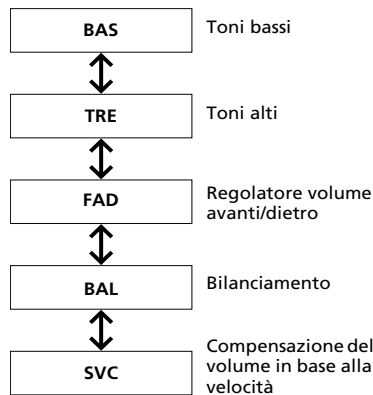 BAS
Toni bassi
TRE
Toni alti
FAD
Regolatore volume
avanti/dietro
BAL
Bilanciamento
SVC
Compensazione del
volume in base alla
velocità